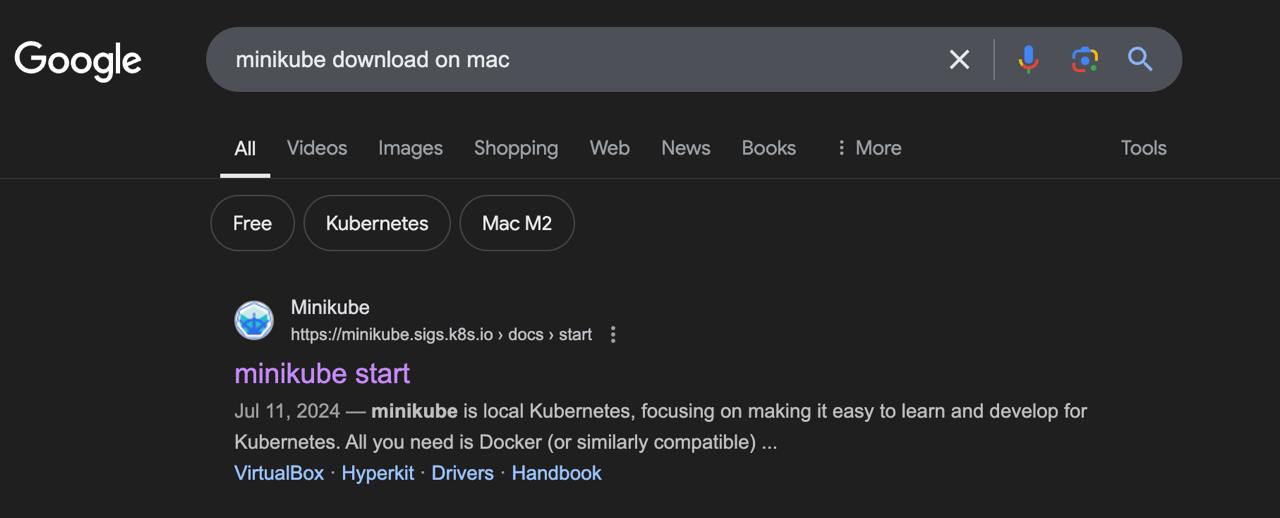 Google
minikube download on mac
All Videos Images Shopping Web News Books More Tools
Free Kubernetes Mac M2
Minikube
https://minikube.sigs.k8s.io › docs › start
minikube start
Jul 11, 2024 — minikube is local Kubernetes, focusing on making it easy to learn and develop for
Kubernetes. All you need is Docker (or similarly compatible) ...
VirtualBox · Hyperkit · Drivers · Handbook